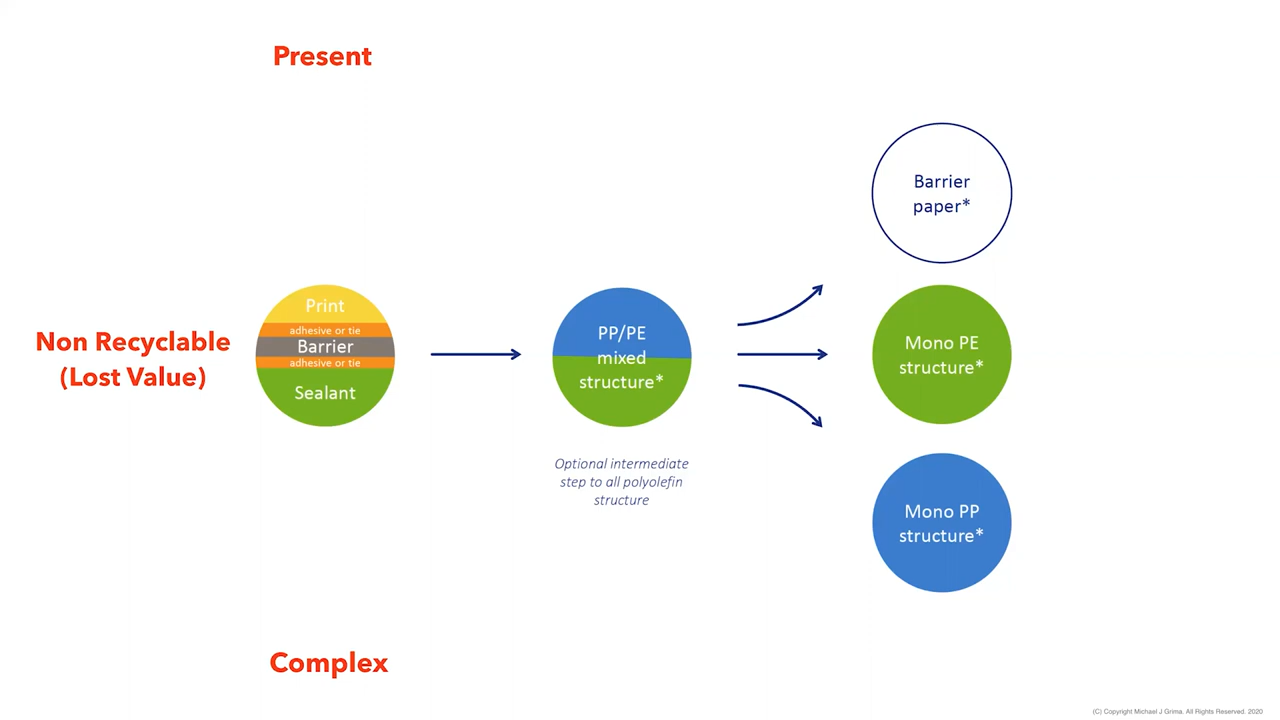 Present
Non Recyclable
(Lost Value)
Print
adhesive or tie
Barrier
adhesive or tie
Sealant
PP/PE
mixed
structure*
Optional intermediate
step to all polyolefin
structure
Barrier
paper*
Mono PE
structure*
Mono PP
structure*
Complex
(C) Copyright Michael J Grima. All Rights Reserved. 2020